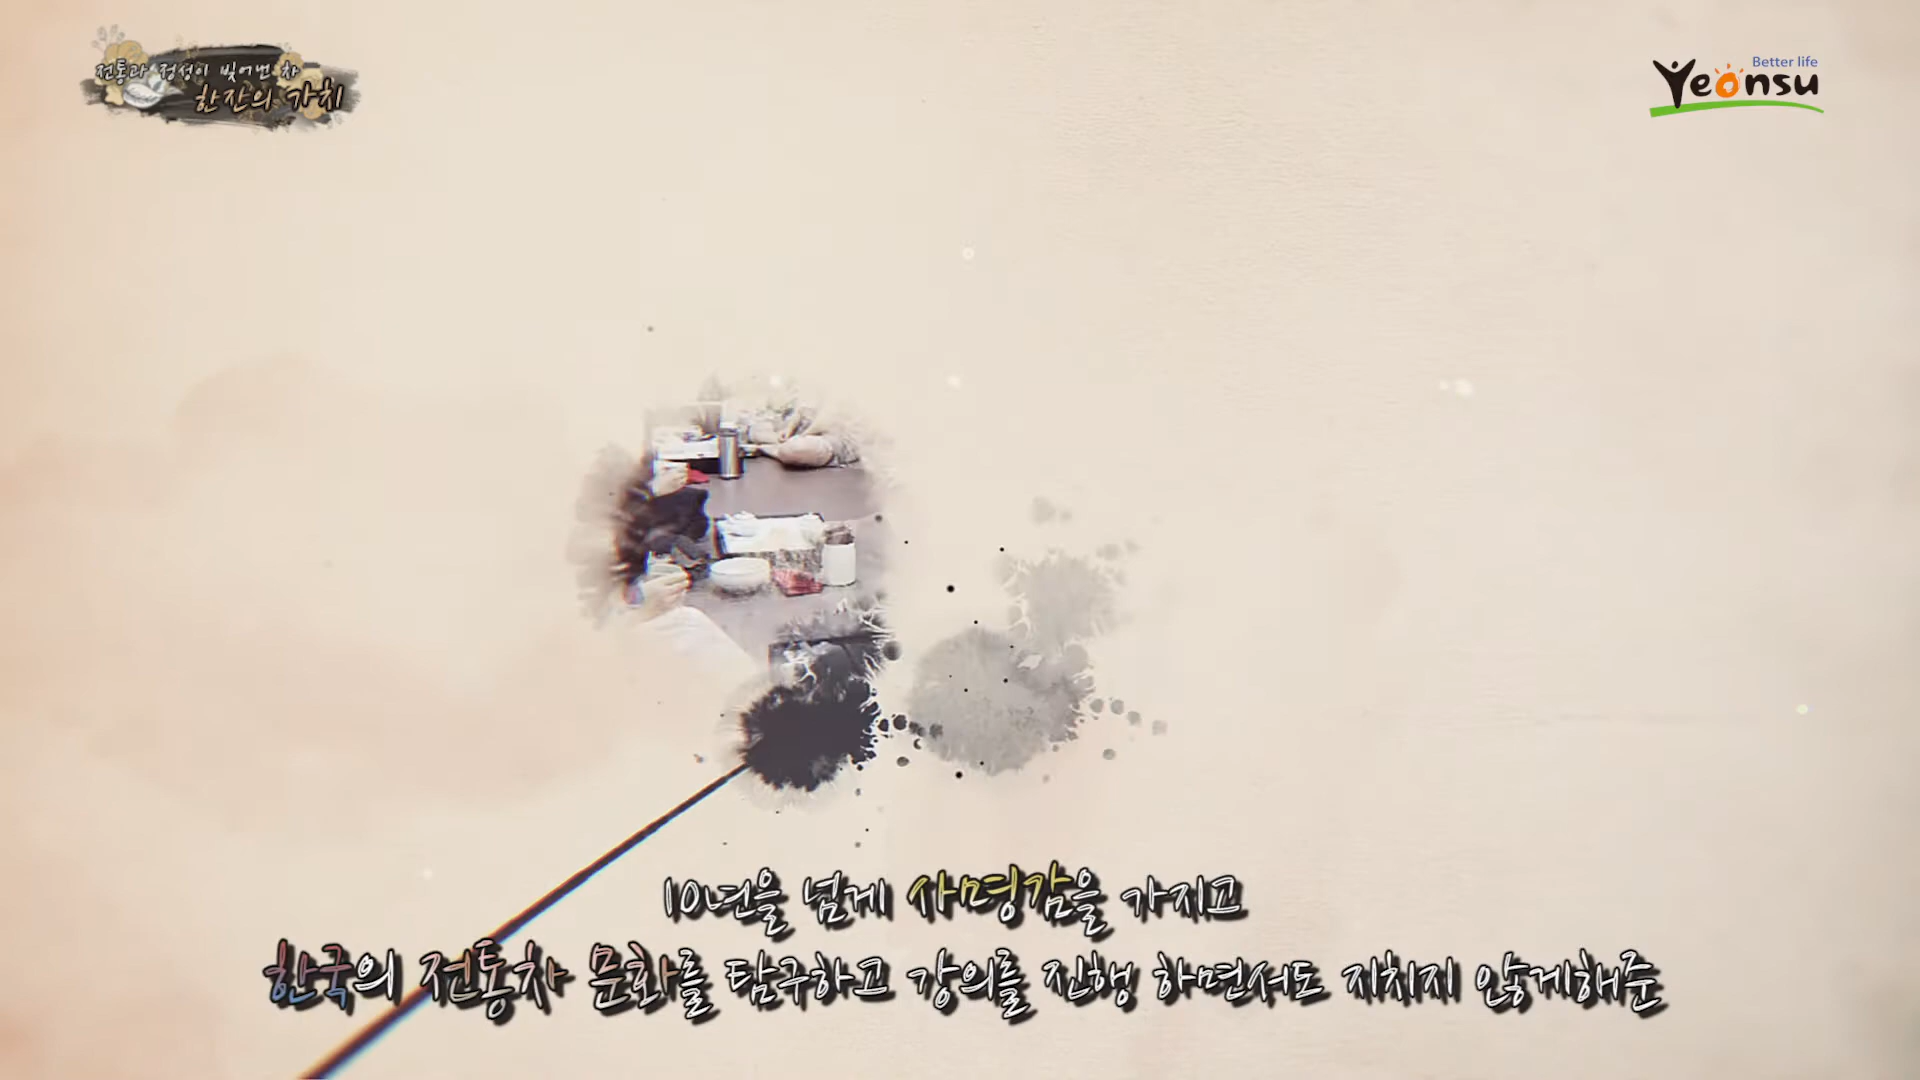 전통과 정성이 빚어낸 차
한잔의 가치
Better life
Yeonsu
10년을 넘게 사명감을 가지고
한국의 전통차 문화를 탐구하고 강의를 진행 하면서도 지치지 않게해준